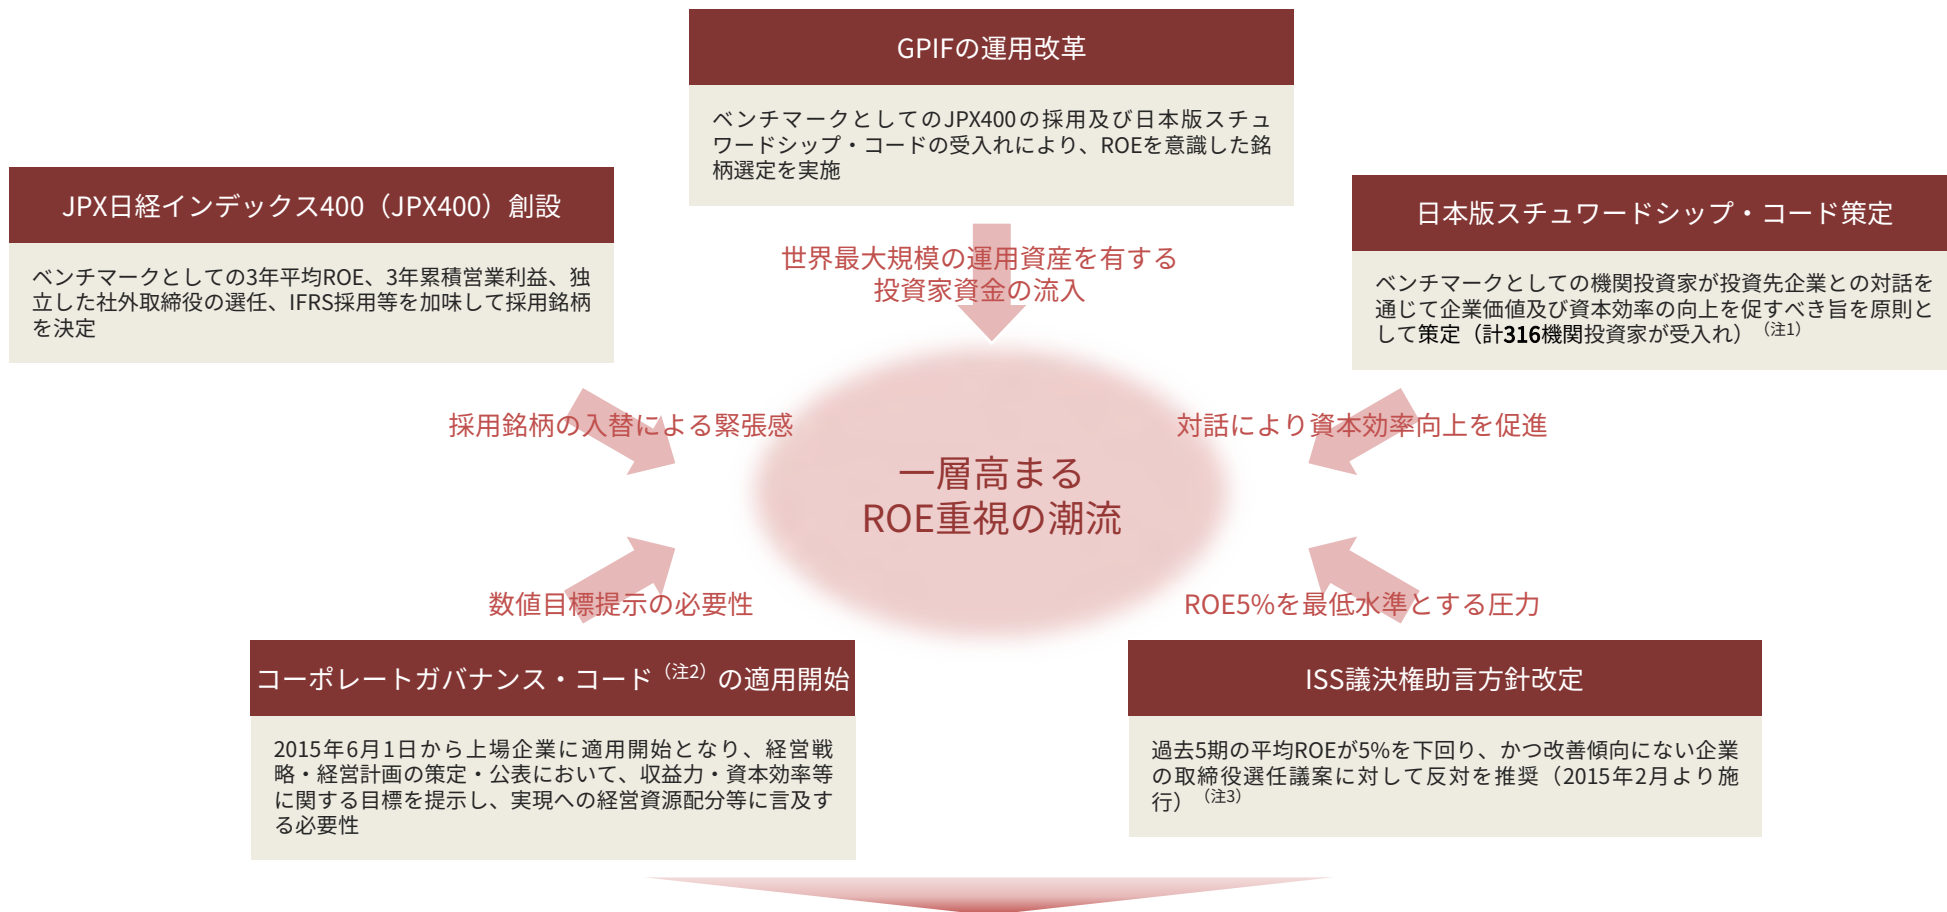 GPIFの運用改革
ベンチマークとしてのJPX400の採用及び日本版スチュ
ワードシップ・コードの受入れにより、ROEを意識した銘
柄選定を実施
JPX日経インデックス400（JPX400）創設
ベンチマークとしての3年平均ROE、3年累積営業利益、独
立した社外取締役の選任、IFRS採用等を加味して採用銘柄
を決定
日本版スチュワードシップ・コード策定
ベンチマークとしての機関投資家が投資先企業との対話を
通じて企業価値及び資本効率の向上を促すべき旨を原則と
して策定（計316機関投資家が受入れ）（注1）
世界最大規模の運用資産を有する
投資家資金の流入
採用銘柄の入替による緊張感
対話により資本効率向上を促進
一層高まる
ROE重視の潮流
数値目標提示の必要性
ROE5%を最低水準とする圧力
コーポレートガバナンス・コード（注2）の適用開始
2015年6月1日から上場企業に適用開始となり、経営戦
略・経営計画の策定・公表において、収益力・資本効率等
に関する目標を提示し、実現への経営資源配分等に言及す
る必要性
ISS議決権助言方針改定
過去5期の平均ROEが5%を下回り、かつ改善傾向にない企業
の取締役選任議案に対して反対を推奨（2015年2月より施
行）（注3）